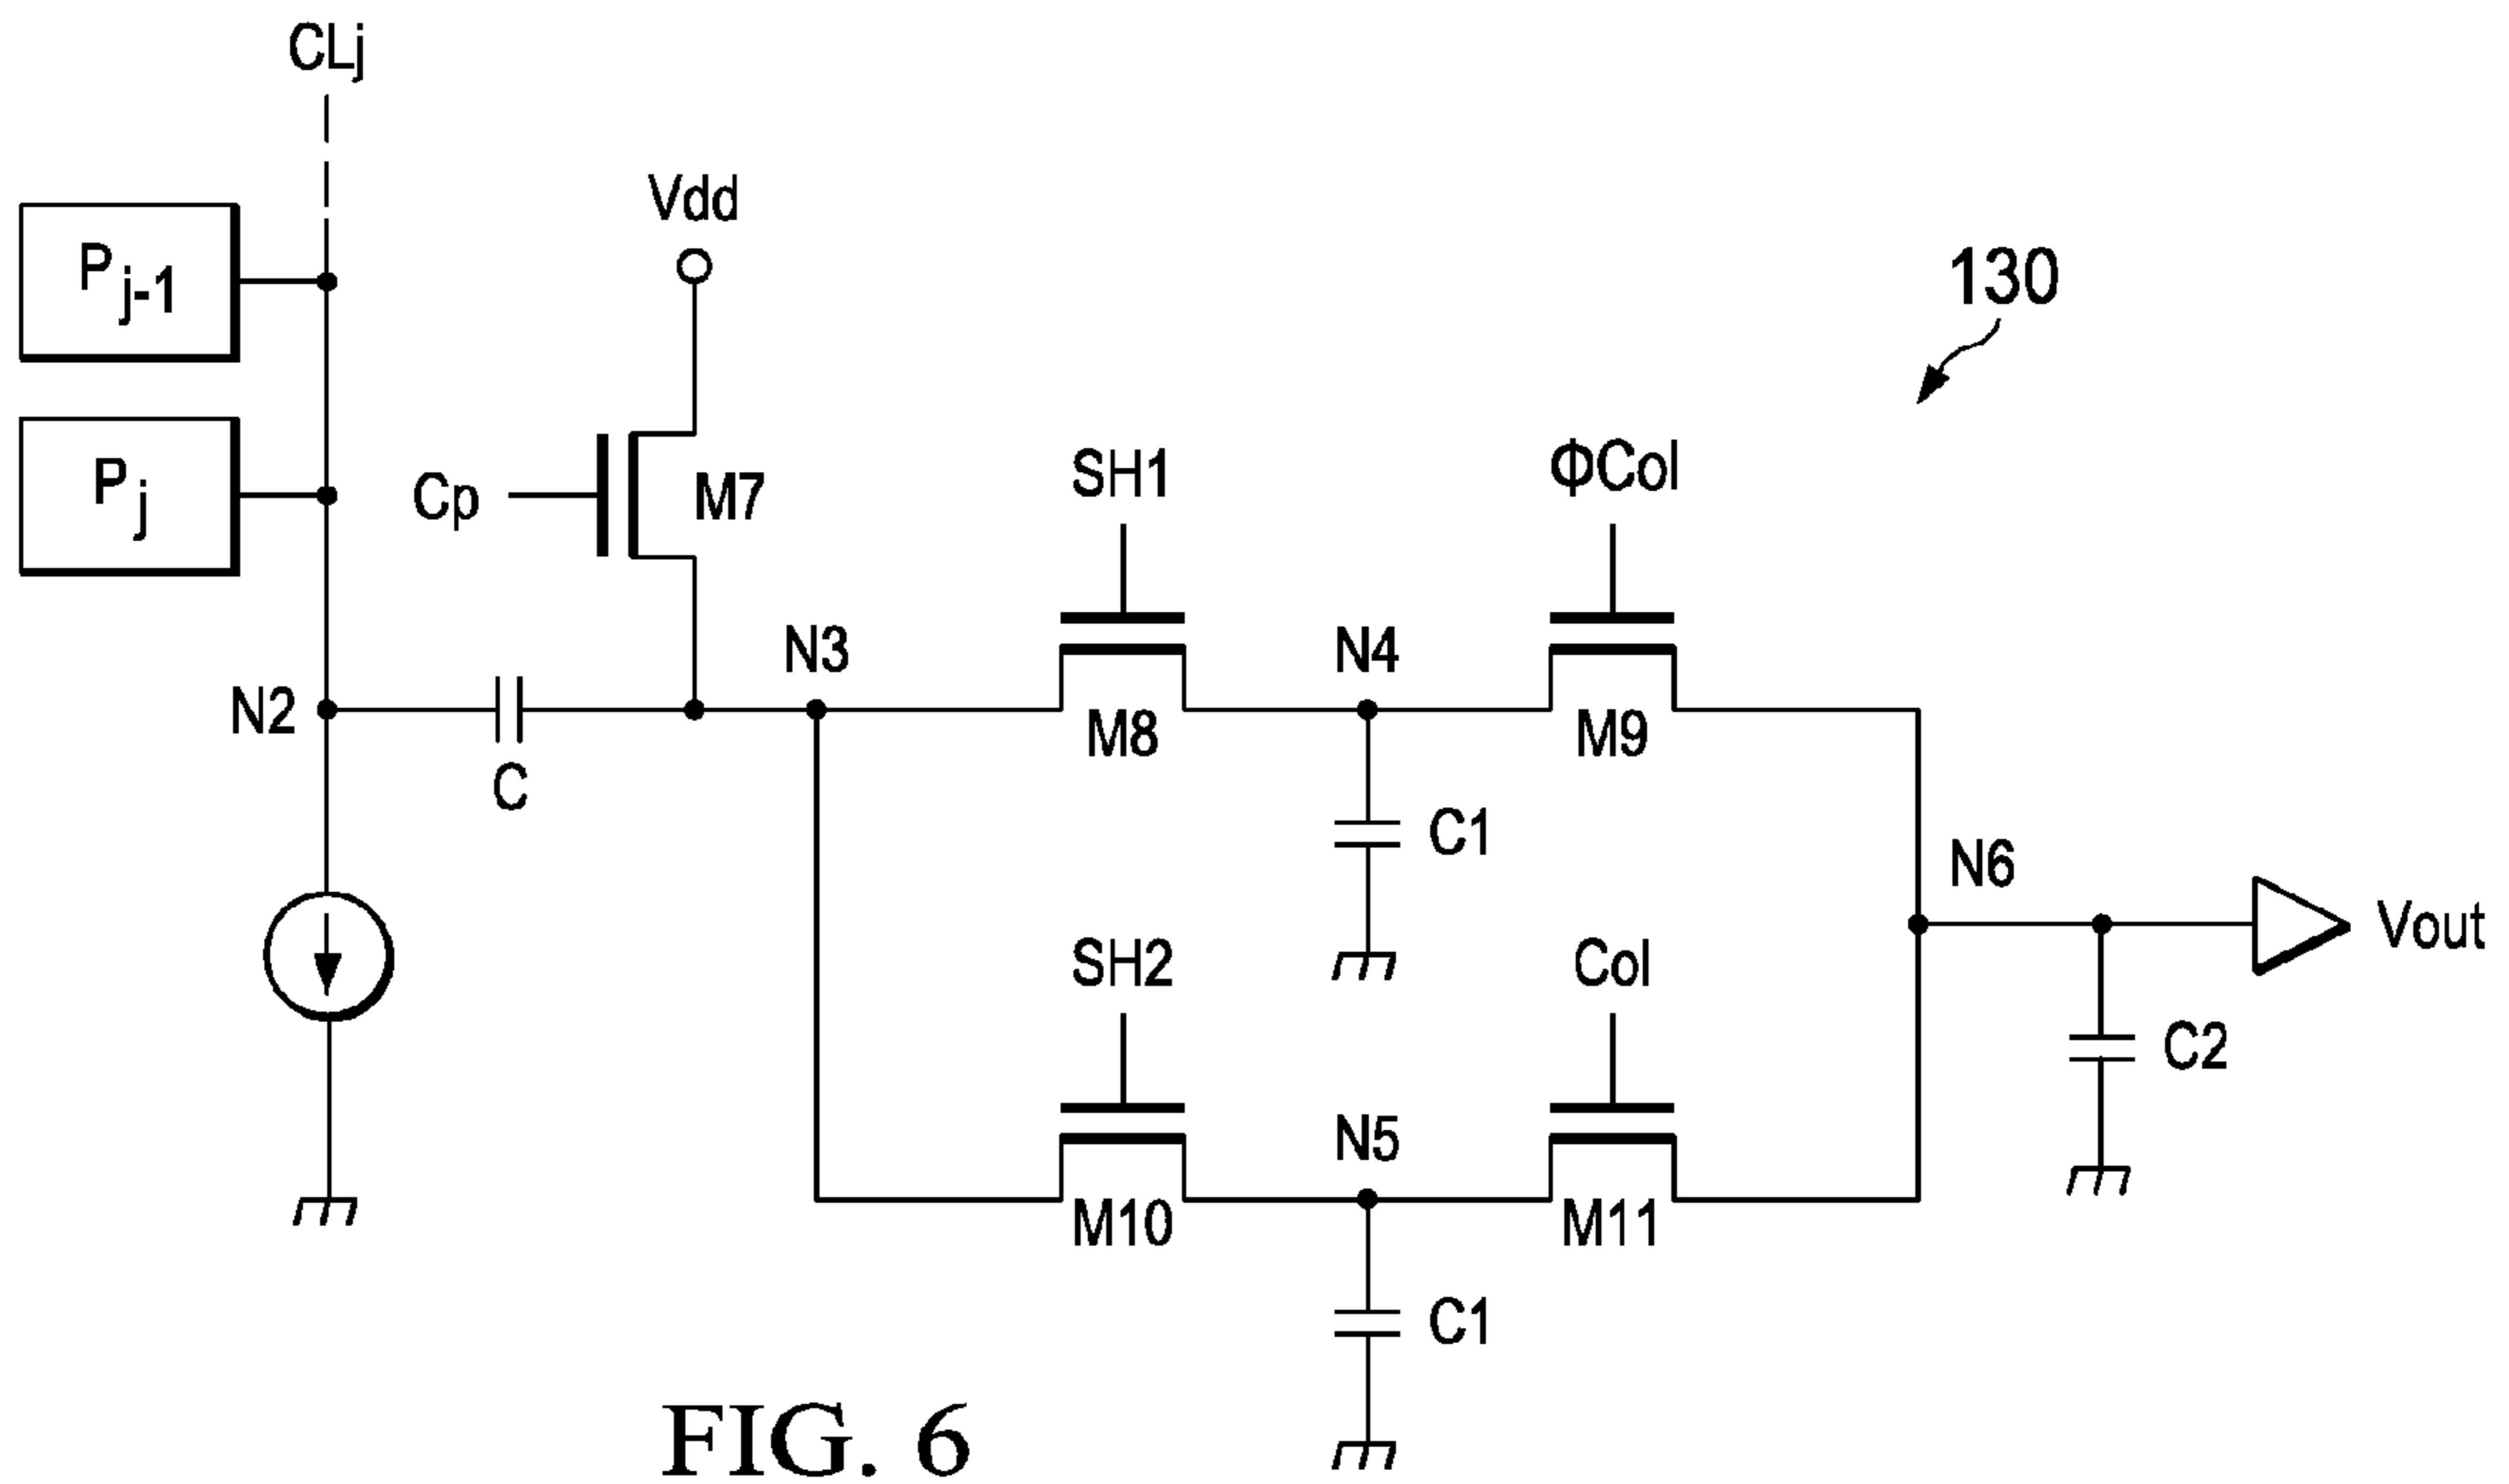 CLj
Vdd
Pj-1
130
Pj
Cp
M7
SH1
ΦCol
N3
N4
N2
M8
M9
C
C1
N6
Vout
SH2
Col
C2
N5
M10
M11
C1
FIG. 6